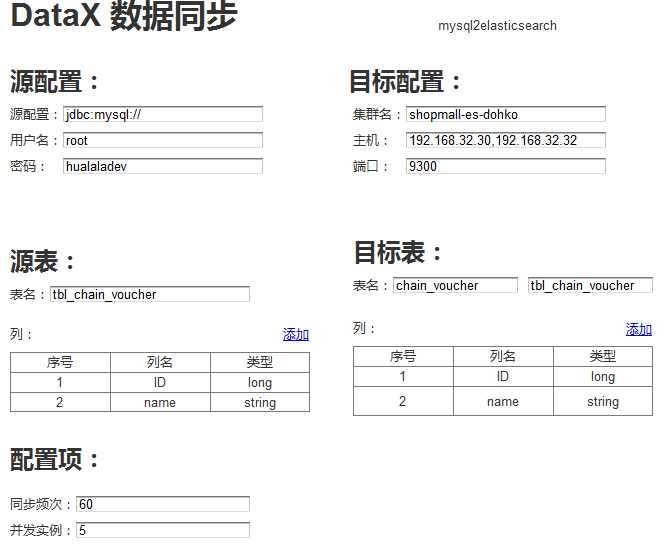 DataX 数据同步
mysql2elasticsearch
源配置：
源配置：jdbc:mysql://
用户名：root
密码：hualaladev
目标配置：
集群名：shopmall-es-dohko
主机：192.168.32.30,192.168.32.32
端口：9300
源表：
表名：tbl_chain_voucher
列： 添加
序号 列名 类型
1 ID long
2 name string
目标表：
表名：chain_voucher tbl_chain_voucher
列： 添加
序号 列名 类型
1 ID long
2 name string
配置项：
同步频次：60
并发实例：5